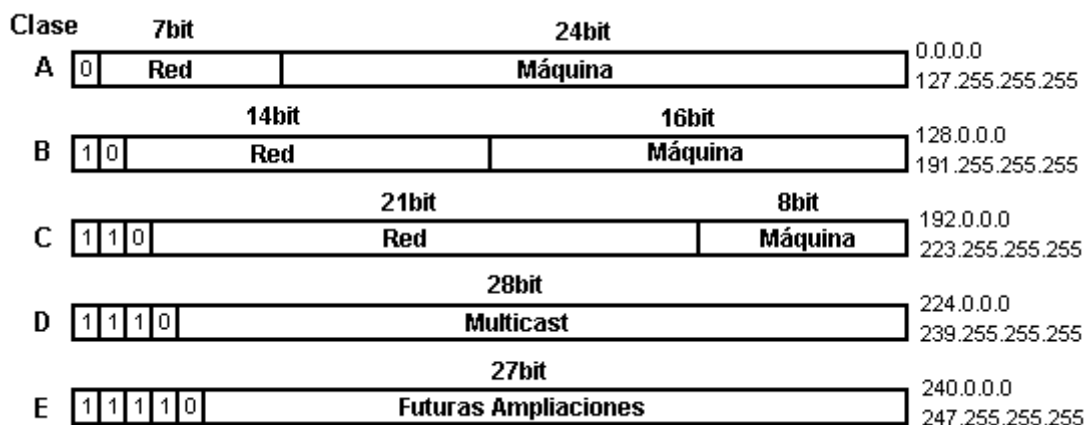 Clase
7bit 24bit
A 0 Red Máquina 0.0.0.0
127.255.255.255
14bit 16bit
B 1 0 Red Máquina 128.0.0.0
191.255.255.255
21bit 8bit
C 1 1 0 Red Máquina 192.0.0.0
223.255.255.255
28bit
D 1 1 1 0 Multicast 224.0.0.0
239.255.255.255
27bit
E 1 1 1 1 0 Futuras Ampliaciones 240.0.0.0
247.255.255.255